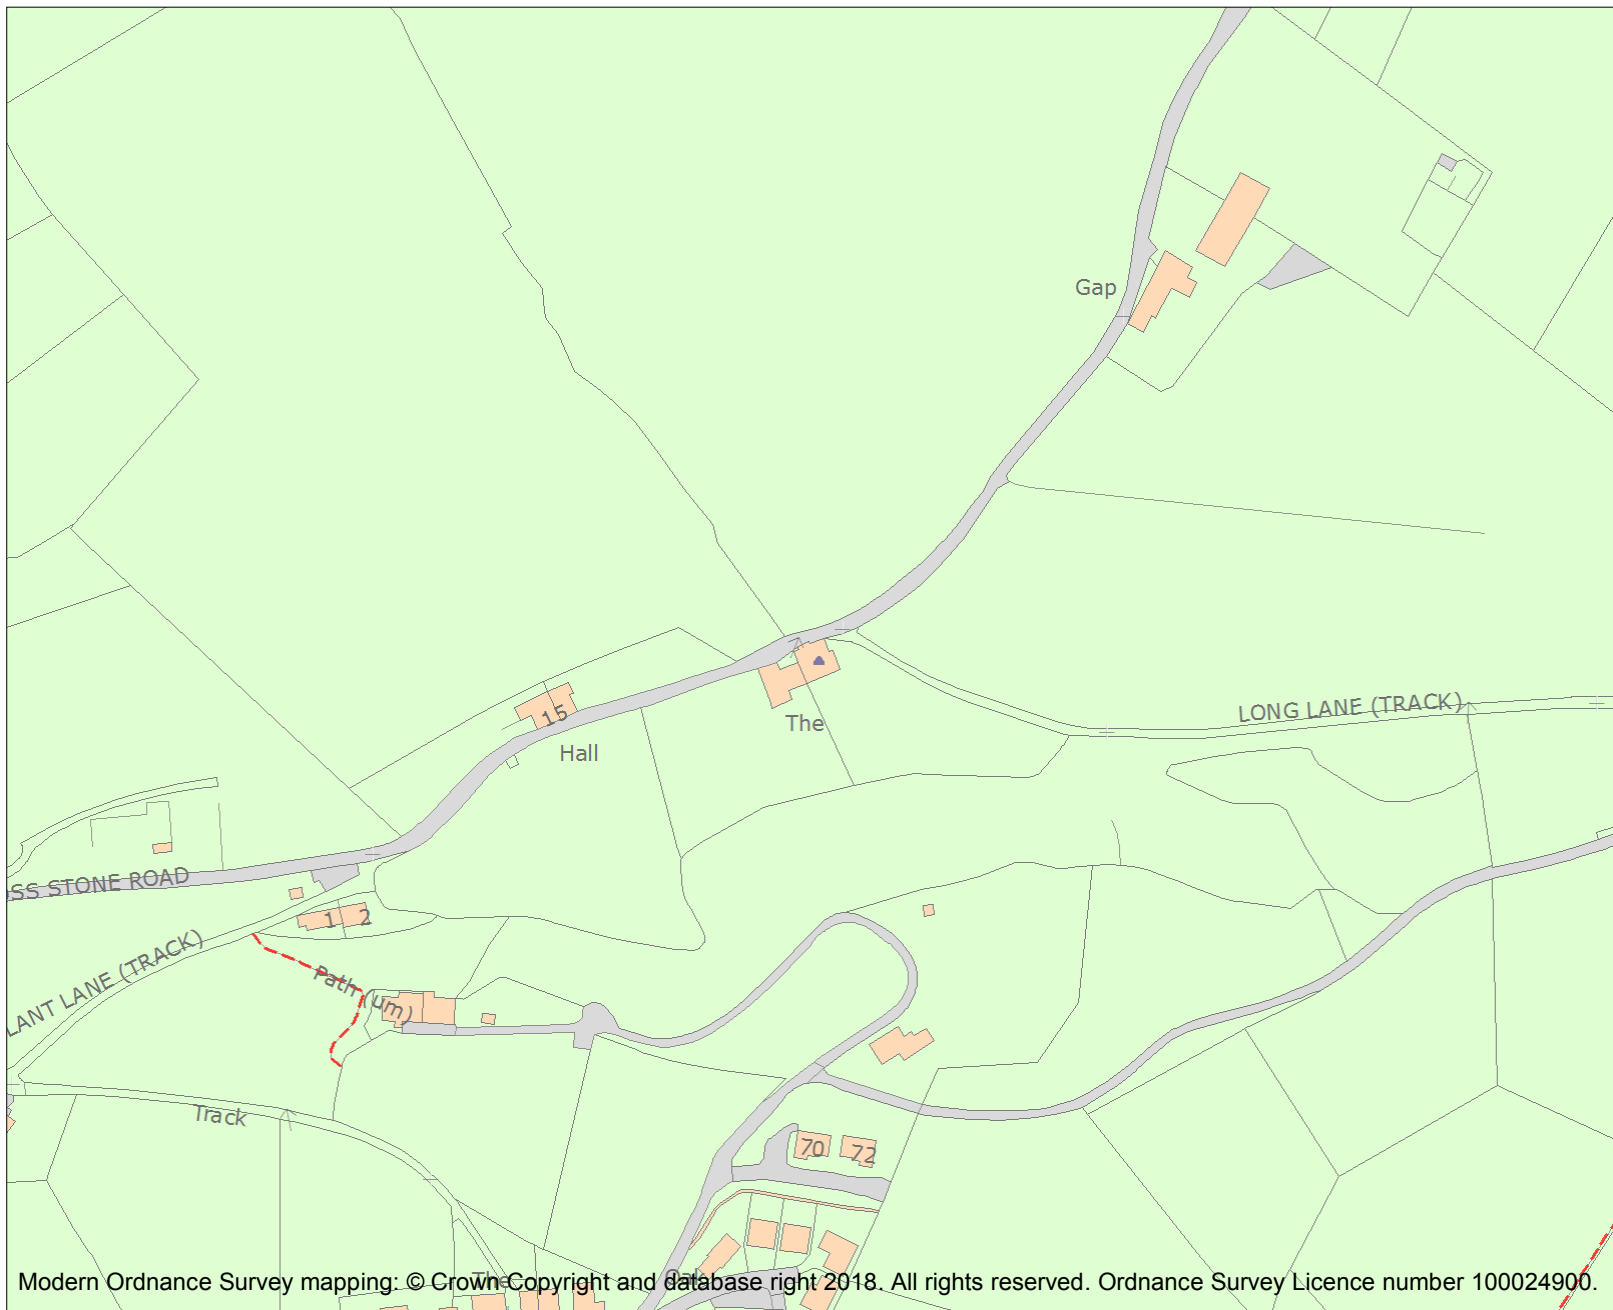 Gap
LONG LANE (TRACK)
15
The
Hall
SS STONE ROAD
1 2
LANT LANE (TRACK)
Path (um)
Track
70 72
The
Oak
Modern Ordnance Survey mapping: © Crown Copyright and database right 2018. All rights reserved. Ordnance Survey Licence number 100024900.